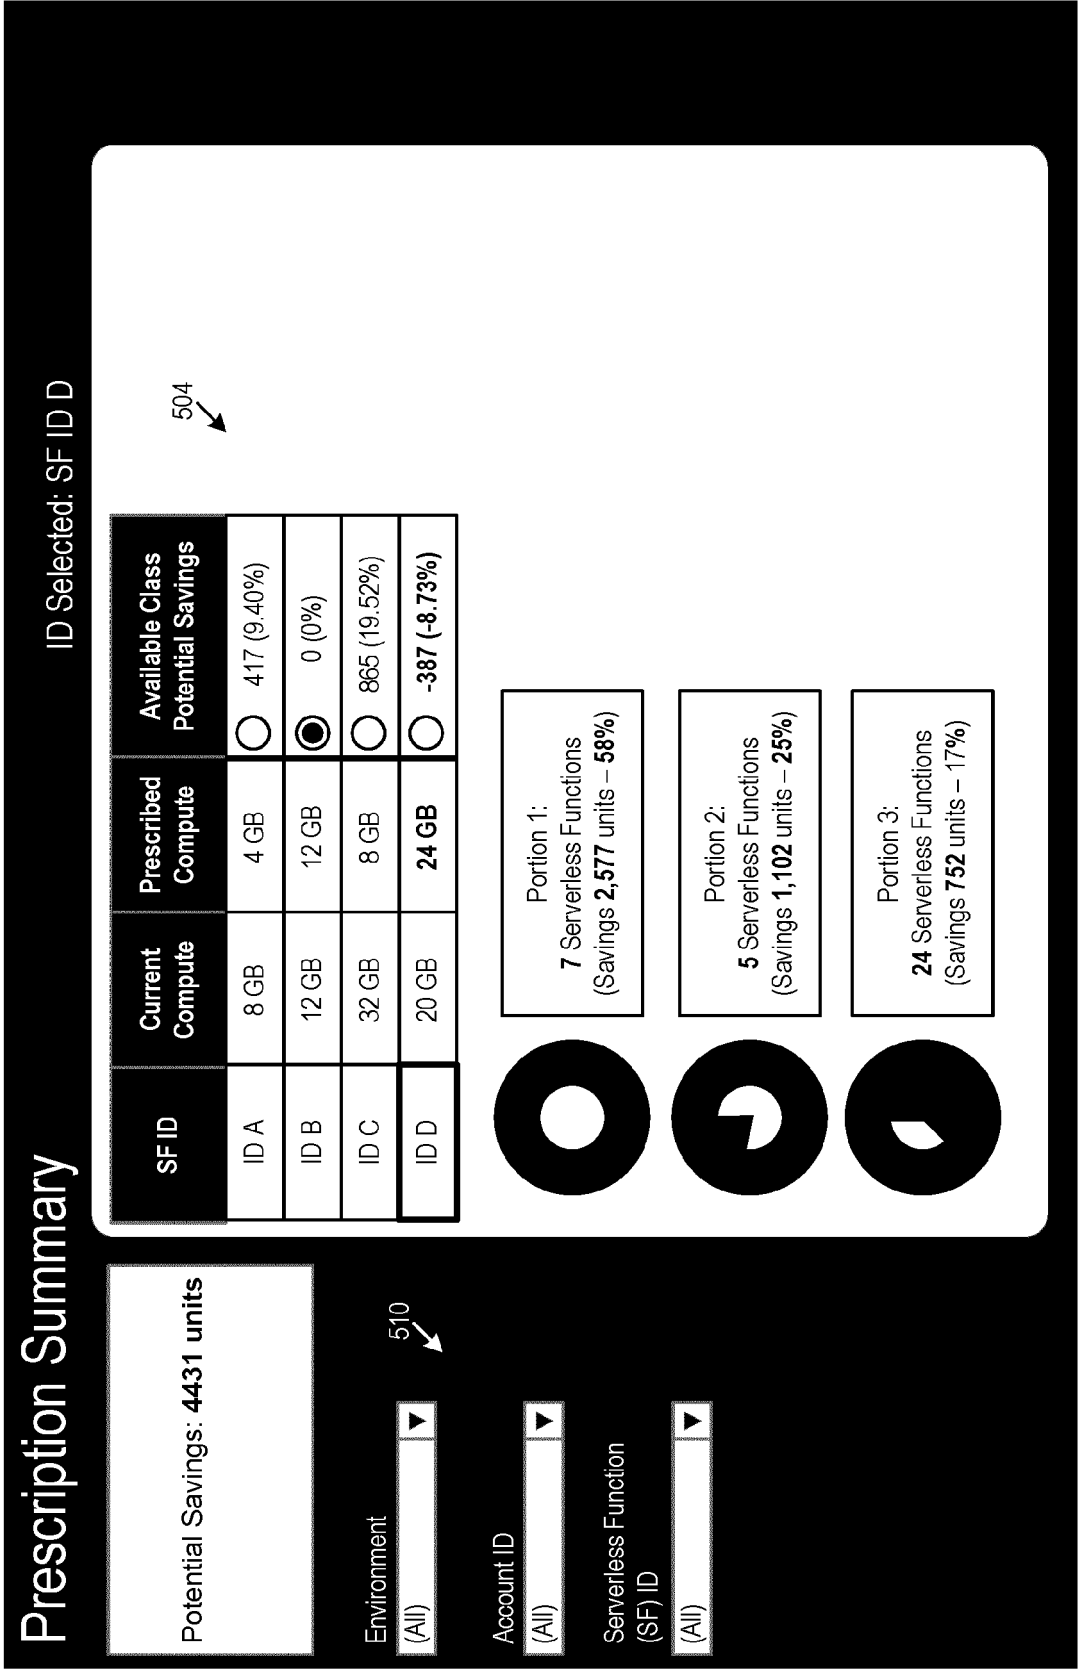 Prescription Summary
ID Selected: SF ID D
Potential Savings: 4431 units
Environment
(All)
510
Account ID
(All)
Serverless Function
(SF) ID
(All)
504
SF ID
Current
Compute
Prescribed
Compute
Available Class
Potential Savings
ID A 8 GB 4 GB 417 (9.40%)
ID B 12 GB 12 GB 0 (0%)
ID C 32 GB 8 GB 865 (19.52%)
ID D 20 GB 24 GB -387 (-8.73%)
Portion 1:
7 Serverless Functions
(Savings 2,577 units – 58%)
Portion 2:
5 Serverless Functions
(Savings 1,102 units – 25%)
Portion 3:
24 Serverless Functions
(Savings 752 units – 17%)